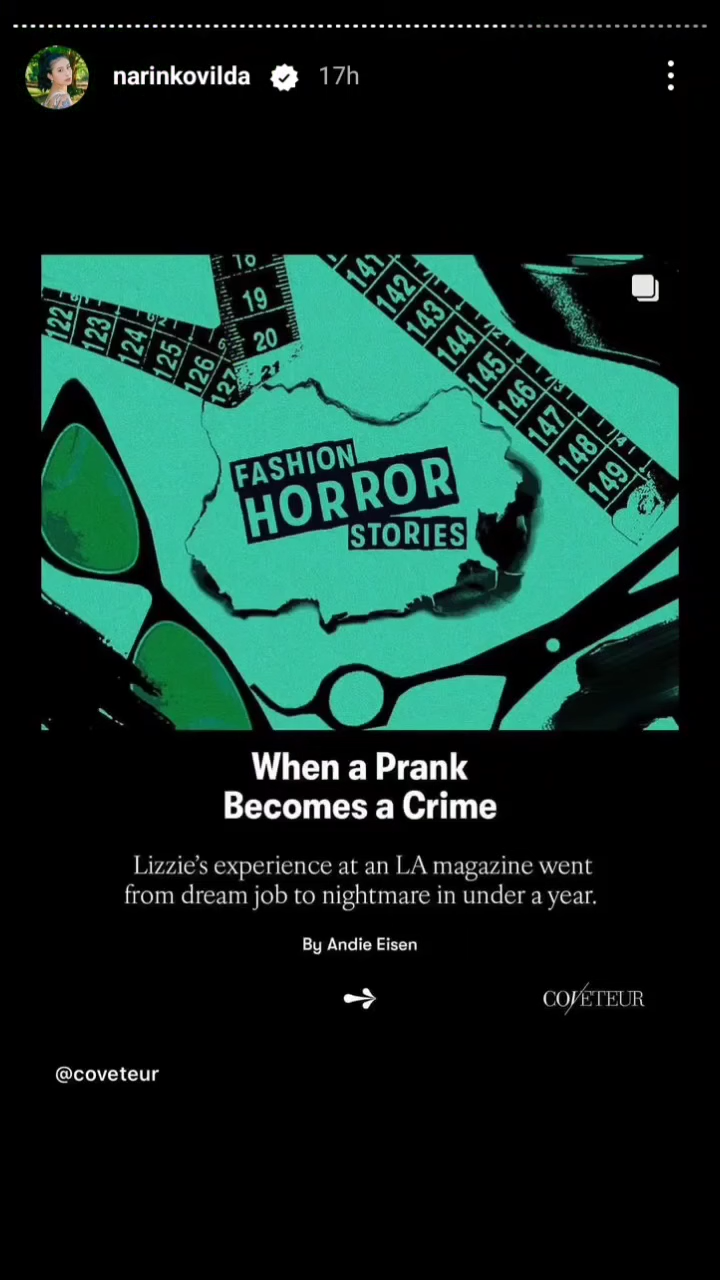 narinkovilda 17h
18
19
20
21
122
123
124
125
126
127
141
142
143
144
145
146
147
148
149
FASHION
HORROR
STORIES
When a Prank
Becomes a Crime
Lizzie's experience at an LA magazine went
from dream job to nightmare in under a year.
By Andie Eisen
COVETEUR
@coveteur